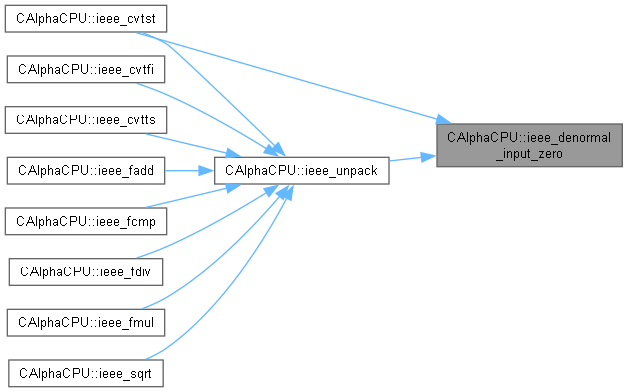 CAlphaCPU::ieee_cvtst
CAlphaCPU::ieee_cvtfi
CAlphaCPU::ieee_cvtts
CAlphaCPU::ieee_fadd
CAlphaCPU::ieee_fcmp
CAlphaCPU::ieee_fdiv
CAlphaCPU::ieee_fmul
CAlphaCPU::ieee_sqrt
CAlphaCPU::ieee_unpack
CAlphaCPU::ieee_denormal
_input_zero